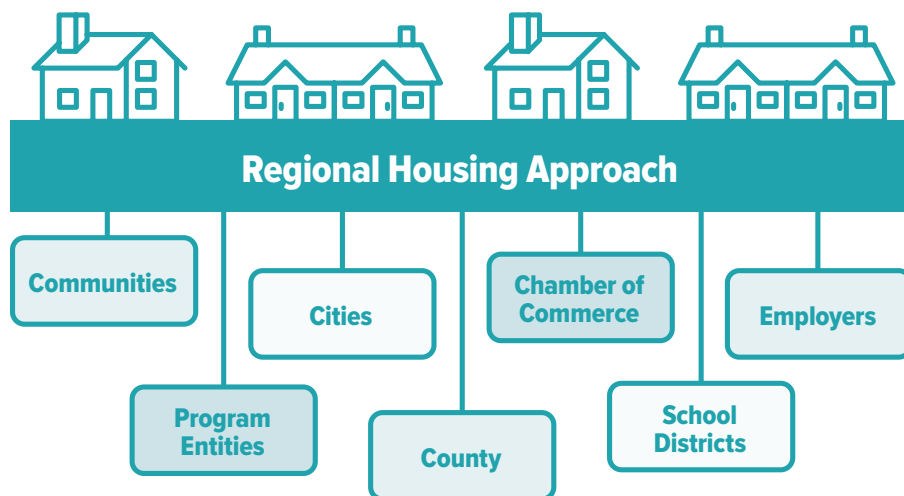 Regional Housing Approach
Communities
Program
Entities
Cities
County
Chamber of
Commerce
School
Districts
Employers